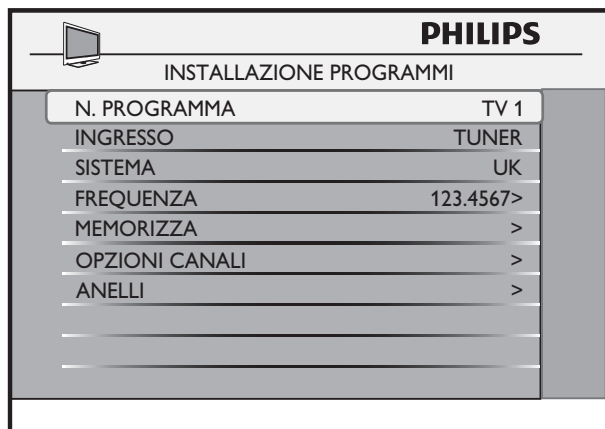 PHILIPS
INSTALLAZIONE PROGRAMMI
N. PROGRAMMA TV 1
INGRESSO TUNER
SISTEMA UK
FREQUENZA 123.4567>
MEMORIZZA >
OPZIONI CANALI >
ANELLI >